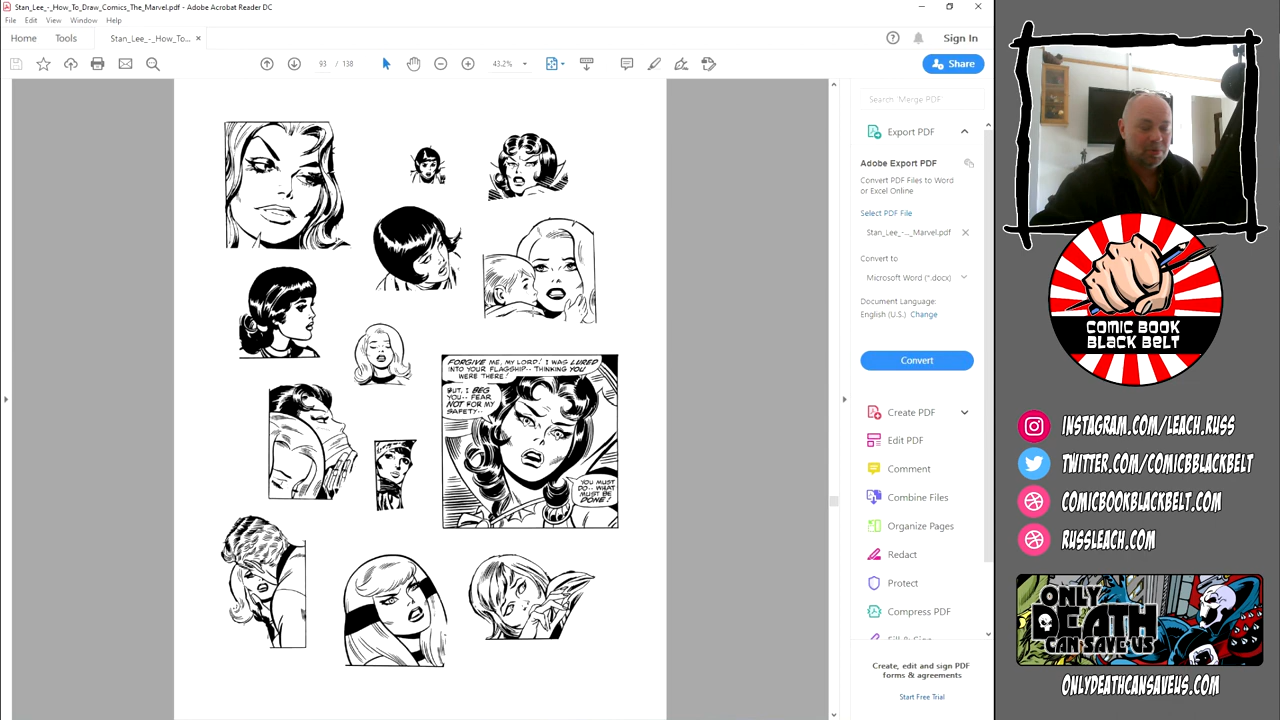 Stan_Lee_-_How_To_Draw_Comics_The_Marvel.pdf - Adobe Acrobat Reader DC
File Edit View Window Help
Home Tools Stan_Lee_-_How_To... × Sign In
93 / 138 43.2% Share
Search 'Merge PDF'
Export PDF
Adobe Export PDF
Convert PDF Files to Word
or Excel Online
Select PDF File
Stan_Lee_-..._Marvel.pdf
Convert to
Microsoft Word (*.docx)
Document Language:
English (U.S.) Change
Convert
Create PDF
Edit PDF
Comment
Combine Files
Organize Pages
Redact
Protect
Compress PDF
Fill & Sign
Create, edit and sign PDF
forms & agreements
Start Free Trial
FORGIVE ME, MY LORD! I WAS LURED
INTO YOUR FLAGSHIP-- THINKING YOU
WERE THERE!
BUT, I BEG
YOU-- FEAR
NOT FOR MY
SAFETY--
YOU MUST
DO-- WHAT
MUST BE
DONE!
COMIC BOOK
BLACK BELT
INSTAGRAM.COM/LEACH.RUSS
TWITTER.COM/COMICBBLACKBELT
COMICBOOKBLACKBELT.COM
RUSSLEACH.COM
ONLY
DEATH
CAN SAVE US
ONLYDEATHCANSAVEUS.COM